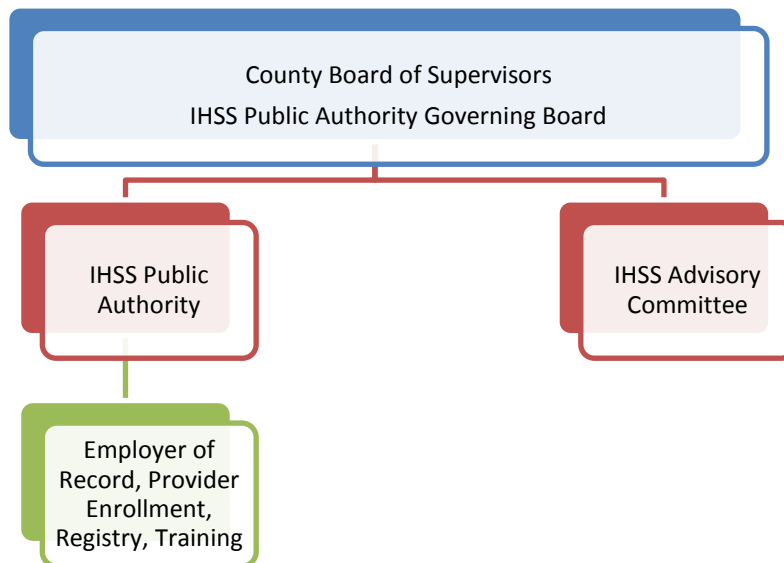 County Board of Supervisors
IHSS Public Authority Governing Board
IHSS Public
Authority
IHSS Advisory
Committee
Employer of
Record, Provider
Enrollment,
Registry, Training